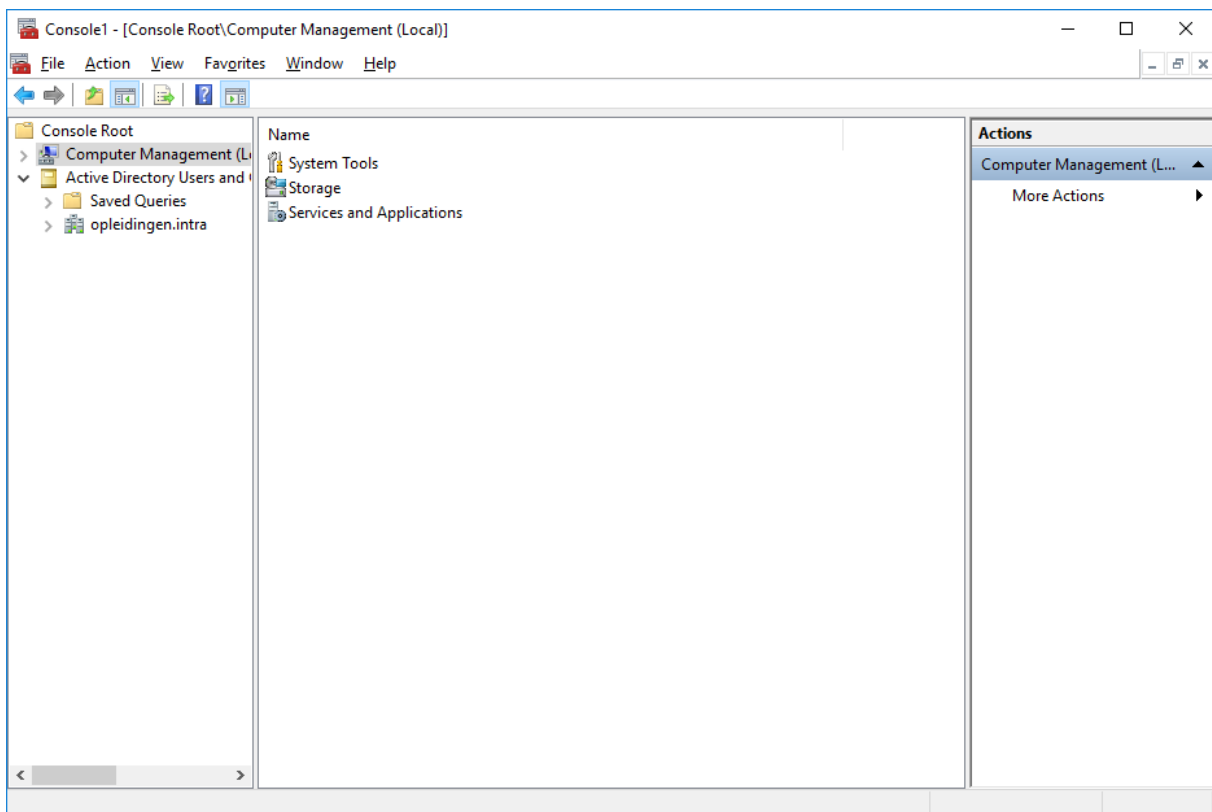 Console1 - [Console Root\Computer Management (Local)]
File Action View Favorites Window Help
Console Root
Computer Management (L
Active Directory Users and
Saved Queries
opleidingen.intra
Name
System Tools
Storage
Services and Applications
Actions
Computer Management (L...
More Actions